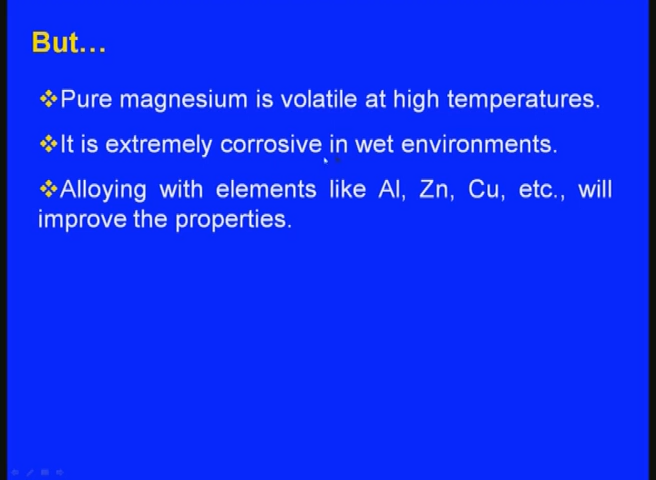 But...
❖Pure magnesium is volatile at high temperatures.
❖It is extremely corrosive in wet environments.
❖Alloying with elements like Al, Zn, Cu, etc., will
improve the properties.